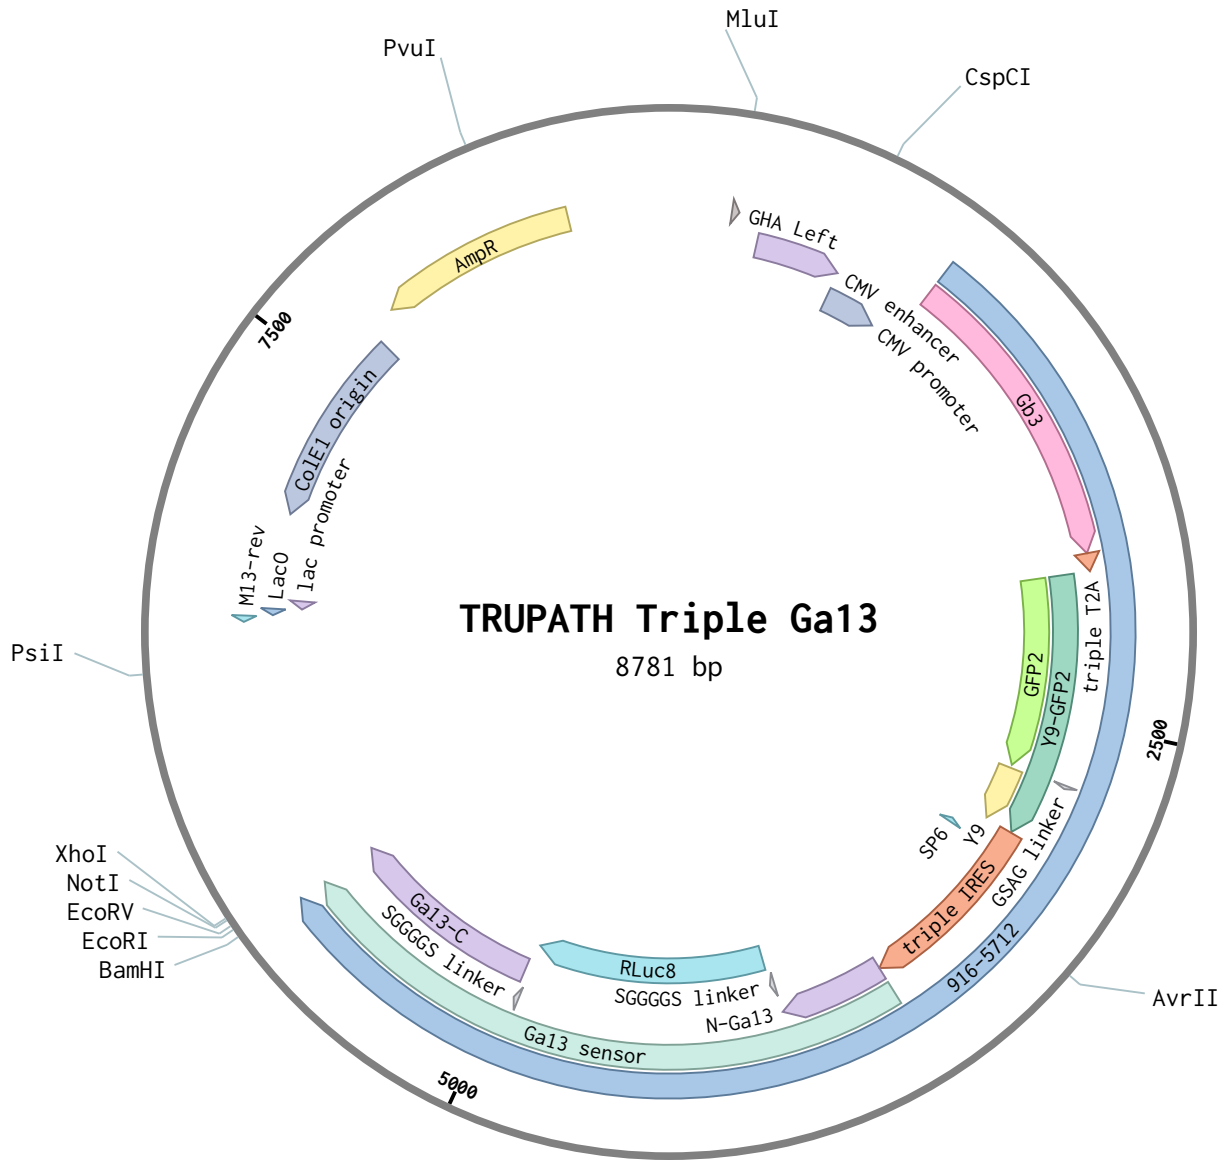 MluI
PvuI
CspCI
GHA Left
AmpR
CMV enhancer
CMV promoter
7500
Gb3
ColE1 origin
lac promoter
M13-rev
LacO
TRUPATH Triple Ga13
8781 bp
triple T2A
GFP2
Y9-GFP2
PsiI
2500
GSAG linker
Y9
SP6
triple IRES
XhoI
NotI
EcoRV
EcoRI
BamHI
Ga13-C
SGGGGS linker
RLuc8
SGGGGS linker
N-Ga13
916-5712
AvrII
Ga13 sensor
5000